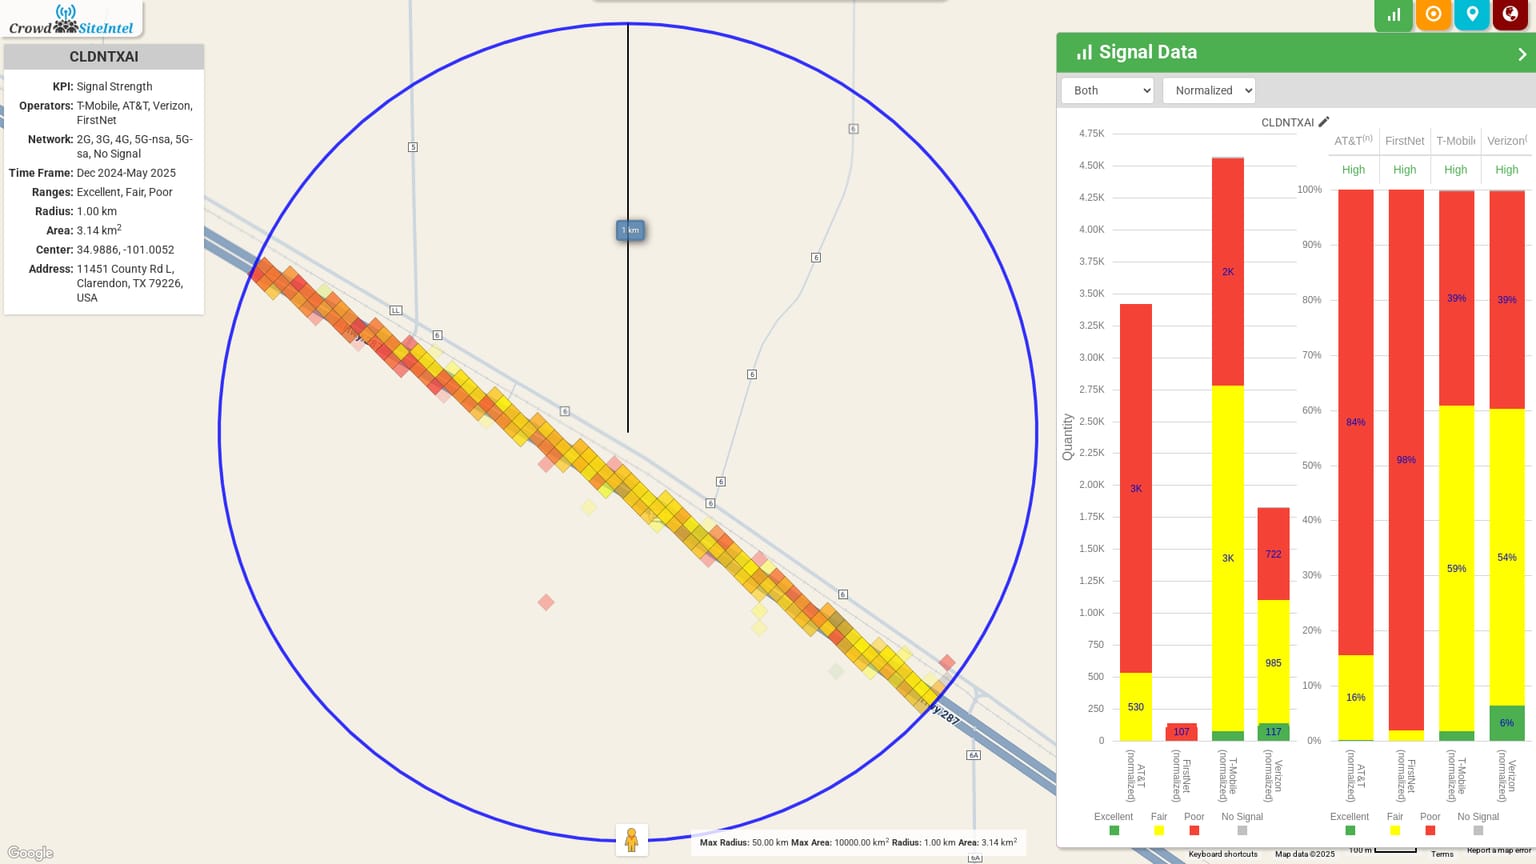 Crowd SiteIntel
CLDNTXAI
KPI: Signal Strength
Operators: T-Mobile, AT&T, Verizon,
FirstNet
Network: 2G, 3G, 4G, 5G-nsa, 5G-
sa, No Signal
Time Frame: Dec 2024-May 2025
Ranges: Excellent, Fair, Poor
Radius: 1.00 km
Area: 3.14 km²
Center: 34.9886, -101.0052
Address: 11451 County Rd L,
Clarendon, TX 79226,
USA
5
6
1 km
6
LL
6
6
6
6
6
6
Hwy 287
6A
6A
Google
Max Radius: 50.00 km Max Area: 10000.00 km² Radius: 1.00 km Area: 3.14 km²
Signal Data
Both
Normalized
CLDNTXAI
4.75K
4.50K
4.25K
4.00K
3.75K
3.50K
3.25K
3.00K
2.75K
2.50K
2.25K
2.00K
1.75K
1.50K
1.25K
1.00K
750
500
250
0
Quantity
3K
530
107
2K
3K
722
985
117
AT&T (normalized)
FirstNet (normalized)
T-Mobile (normalized)
Verizon (normalized)
Excellent Fair Poor No Signal
AT&T(n) FirstNet T-Mobile Verizon(
High High High High
100%
90%
80%
70%
60%
50%
40%
30%
20%
10%
0%
84%
16%
98%
39%
59%
39%
54%
6%
AT&T (normalized)
FirstNet (normalized)
T-Mobile (normalized)
Verizon (normalized)
Excellent Fair Poor No Signal
Keyboard shortcuts Map data ©2025 100 m Terms Report a map error